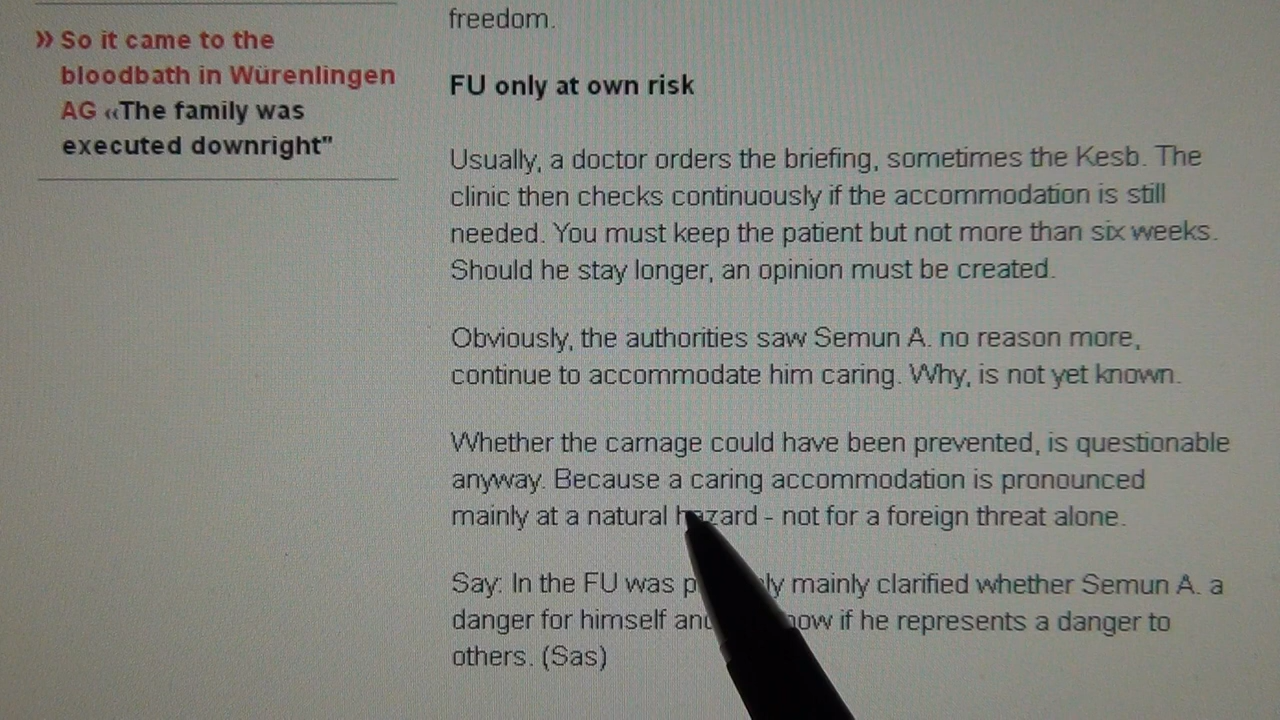 » So it came to the
bloodbath in Würenlingen
AG «The family was
executed downright"
freedom.
FU only at own risk
Usually, a doctor orders the briefing, sometimes the Kesb. The
clinic then checks continuously if the accommodation is still
needed. You must keep the patient but not more than six weeks.
Should he stay longer, an opinion must be created.
Obviously, the authorities saw Semun A. no reason more,
continue to accommodate him caring. Why, is not yet known.
Whether the carnage could have been prevented, is questionable
anyway. Because a caring accommodation is pronounced
mainly at a natural hazard - not for a foreign threat alone.
Say: In the FU was mainly clarified whether Semun A. a
danger for himself if he represents a danger to
others. (Sas)